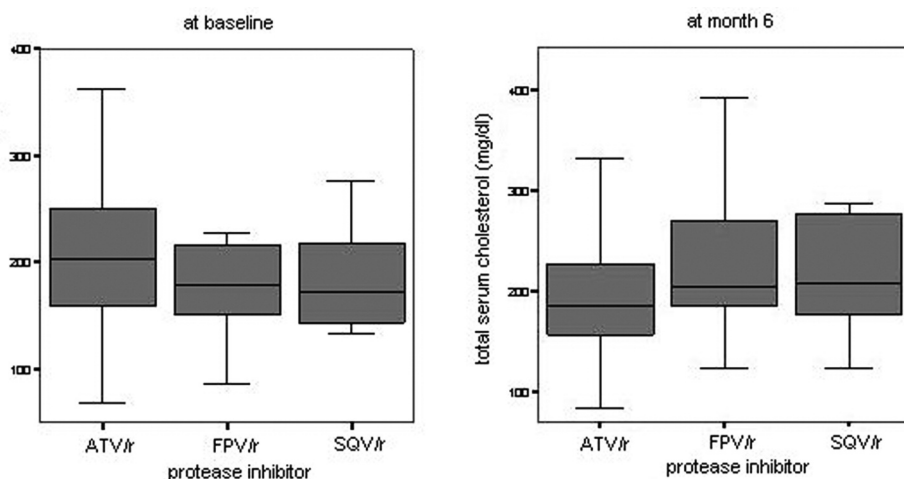 at baseline
400
300
200
100
ATV/r FPV/r SQV/r
protease inhibitor
at month 6
total serum cholesterol (mg/dl)
400
300
200
100
ATV/r FPV/r SQV/r
protease inhibitor